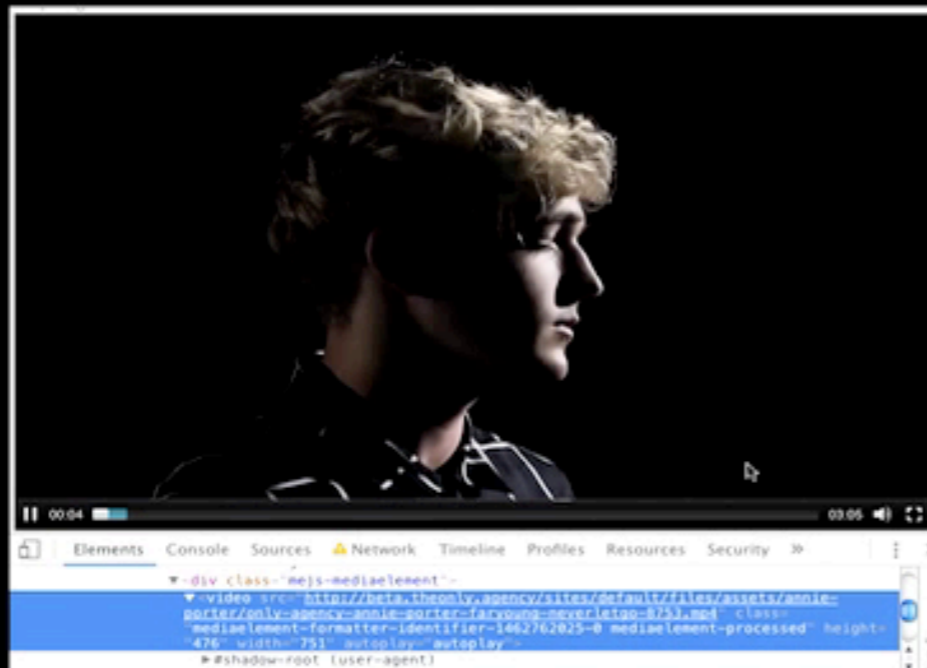 00:04 03:05
Elements Console Sources Network Timeline Profiles Resources Security »
▼<div class="mejs-mediaelement">
▼<video src="http://beta.theonly.agency/sites/default/files/assets/annie-
porter/only-agency-annie-porter-faryoung-neverletgo-8753.mp4" class=
"mediaelement-formatter-identifier-1462762025-0 mediaelement-processed" height=
"476" width="751" autoplay="autoplay">
▶#shadow-root (user-agent)